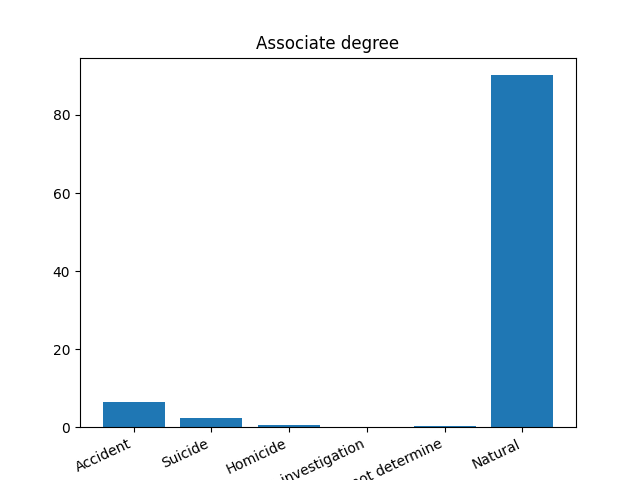 Associate degree
80
60
40
20
0
Accident
Suicide
Homicide
investigation
not determine
Natural